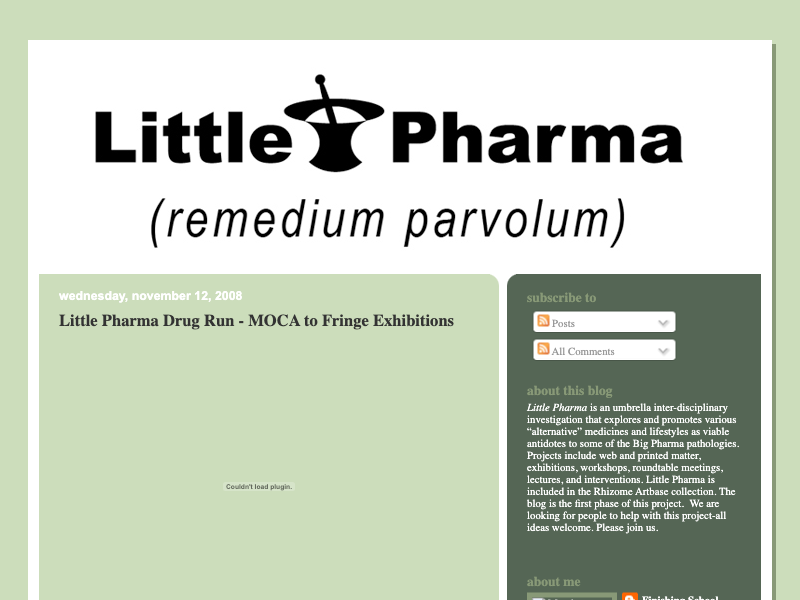 Little Pharma
(remedium parvolum)
wednesday, november 12, 2008
Little Pharma Drug Run - MOCA to Fringe Exhibitions
Couldn't load plugin.
subscribe to
Posts
All Comments
about this blog
Little Pharma is an umbrella inter-disciplinary
investigation that explores and promotes various
“alternative” medicines and lifestyles as viable
antidotes to some of the Big Pharma pathologies.
Projects include web and printed matter,
exhibitions, workshops, roundtable meetings,
lectures, and interventions. Little Pharma is
included in the Rhizome Artbase collection. The
blog is the first phase of this project.  We are
looking for people to help with this project-all
ideas welcome. Please join us.
about me
Finishing School